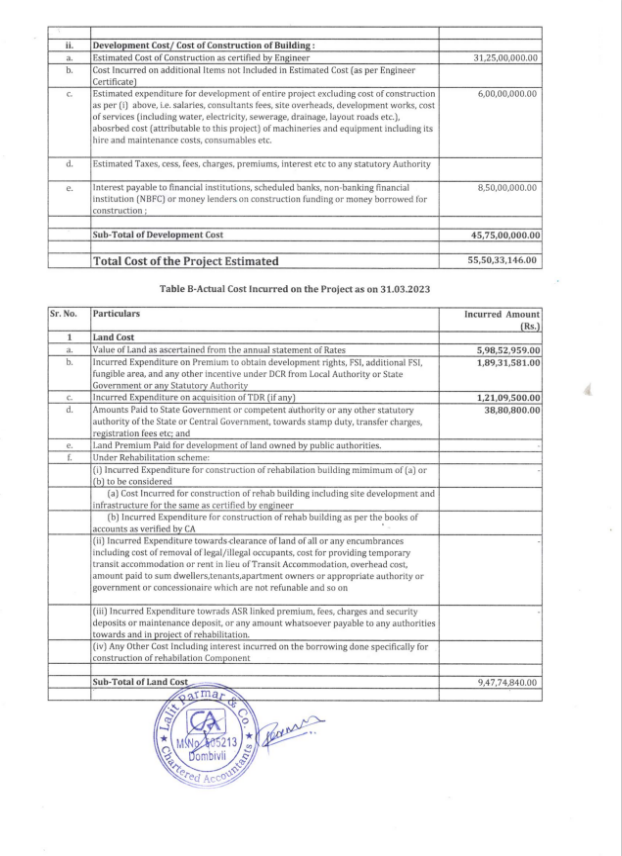 ii. Development Cost/ Cost of Construction of Building :
a. Estimated Cost of Construction as certified by Engineer 31,25,00,000.00
b. Cost Incurred on additional Items not Included in Estimated Cost (as per Engineer
Certificate)
c. Estimated expenditure for development of entire project excluding cost of construction 6,00,00,000.00
as per (i) above, i.e. salaries, consultants fees, site overheads, development works, cost
of services (including water, electricity, sewerage, drainage, layout roads etc.),
abosrbed cost (attributable to this project) of machineries and equipment including its
hire and maintenance costs, consumables etc.
d. Estimated Taxes, cess, fees, charges, premiums, interest etc to any statutory Authority
e. Interest payable to financial institutions, scheduled banks, non-banking financial 8,50,00,000.00
institution (NBFC) or money lenders on construction funding or money borrowed for
construction ;
Sub-Total of Development Cost 45,75,00,000.00
Total Cost of the Project Estimated 55,50,33,146.00
Table B-Actual Cost Incurred on the Project as on 31.03.2023
Sr. No. Particulars Incurred Amount
(Rs.)
1 Land Cost
a. Value of Land as ascertained from the annual statement of Rates 5,98,52,959.00
b. Incurred Expenditure on Premium to obtain development rights, FSI, additional FSI, 1,89,31,581.00
fungible area, and any other incentive under DCR from Local Authority or State
Government or any Statutory Authority
c. Incurred Expenditure on acquisition of TDR (if any) 1,21,09,500.00
d. Amounts Paid to State Government or competent authority or any other statutory 38,80,800.00
authority of the State or Central Government, towards stamp duty, transfer charges,
registration fees etc; and
e. Land Premium Paid for development of land owned by public authorities. -
f. Under Rehabilitation scheme:
(i) Incurred Expenditure for construction of rehabilation building mimimum of (a) or -
(b) to be considered
(a) Cost Incurred for construction of rehab building including site development and
infrastructure for the same as certified by engineer
(b) Incurred Expenditure for construction of rehab building as per the books of
accounts as verified by CA
(ii) Incurred Expenditure towards clearance of land of all or any encumbrances -
including cost of removal of legal/illegal occupants, cost for providing temporary
transit accommodation or rent in lieu of Transit Accommodation, overhead cost,
amount paid to sum dwellers,tenants,apartment owners or appropriate authority or
government or concessionaire which are not refundable and so on
(iii) Incurred Expenditure towrads ASR linked premium, fees, charges and security -
deposits or maintenance deposit, or any amount whatsoever payable to any authorities
towards and in project of rehabilitation.
(iv) Any Other Cost Including interest incurred on the borrowing done specifically for
construction of rehabilation Component
Sub-Total of Land Cost 9,47,74,840.00
Lalit Parmar & Co.
CA
Dombivli
Chartered Accountants